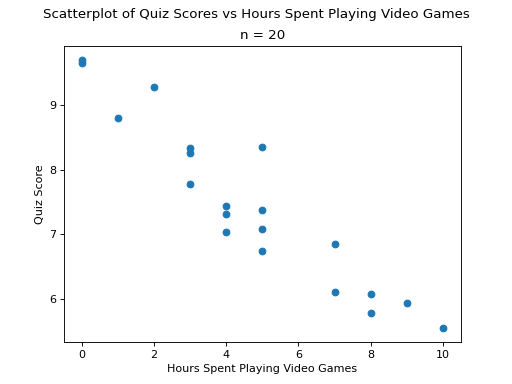 Scatterplot of Quiz Scores vs Hours Spent Playing Video Games
n = 20
9
8
7
6
Quiz Score
0 2 4 6 8 10
Hours Spent Playing Video Games